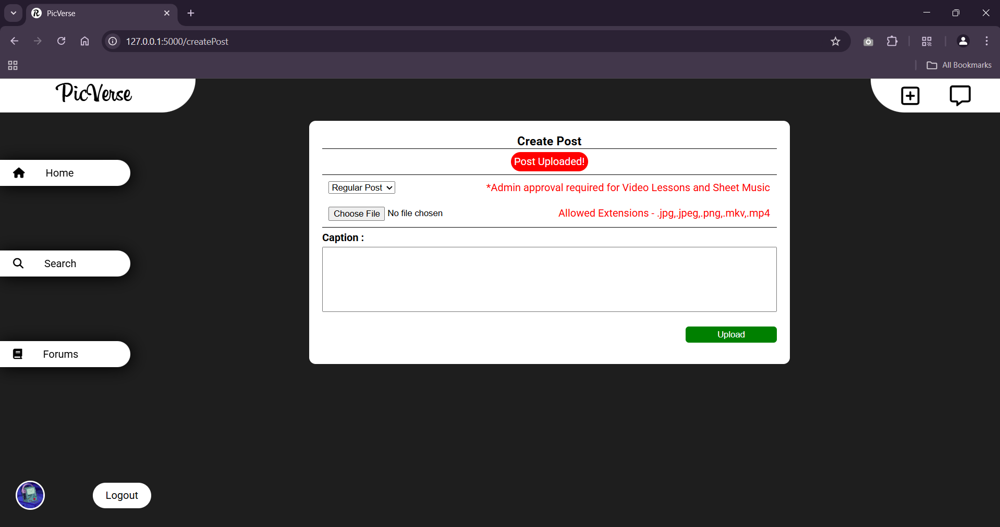 PicVerse
127.0.0.1:5000/createPost
All Bookmarks
PicVerse
Create Post
Post Uploaded!
Regular Post
*Admin approval required for Video Lessons and Sheet Music
Choose File No file chosen
Allowed Extensions - .jpg,.jpeg,.png,.mkv,.mp4
Caption :
Upload
Home
Search
Forums
Logout